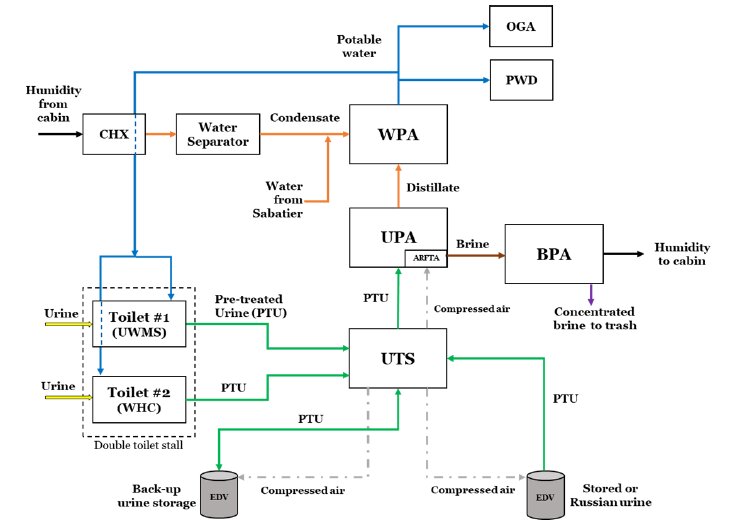 OGA
Potable
water
PWD
Humidity
from
cabin
CHX
Water
Separator
Condensate
WPA
Water
from
Sabatier
Distillate
UPA
ARFTA
Brine
BPA
Humidity
to cabin
PTU
Compressed air
Concentrated
brine to trash
Urine
Toilet #1
(UWMS)
Pre-treated
Urine (PTU)
UTS
Urine
Toilet #2
(WHC)
PTU
PTU
Double toilet stall
PTU
Back-up
urine storage
EDV
Compressed air
Compressed air
EDV
Stored or
Russian urine